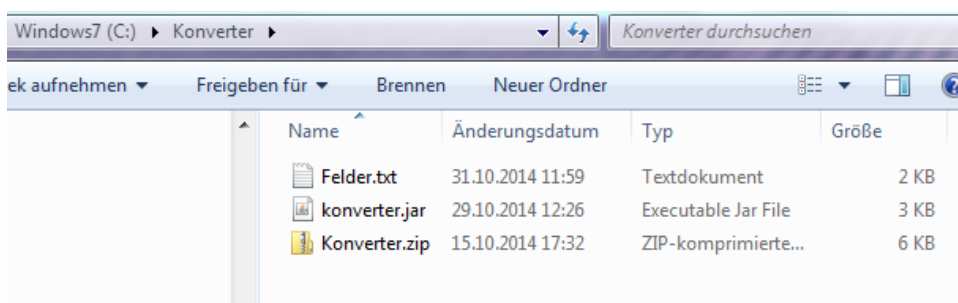 Windows7 (C:) Konverter Konverter durchsuchen
ek aufnehmen Freigeben für Brennen Neuer Ordner
Name Änderungsdatum Typ Größe
Felder.txt 31.10.2014 11:59 Textdokument 2 KB
konverter.jar 29.10.2014 12:26 Executable Jar File 3 KB
Konverter.zip 15.10.2014 17:32 ZIP-komprimierte... 6 KB